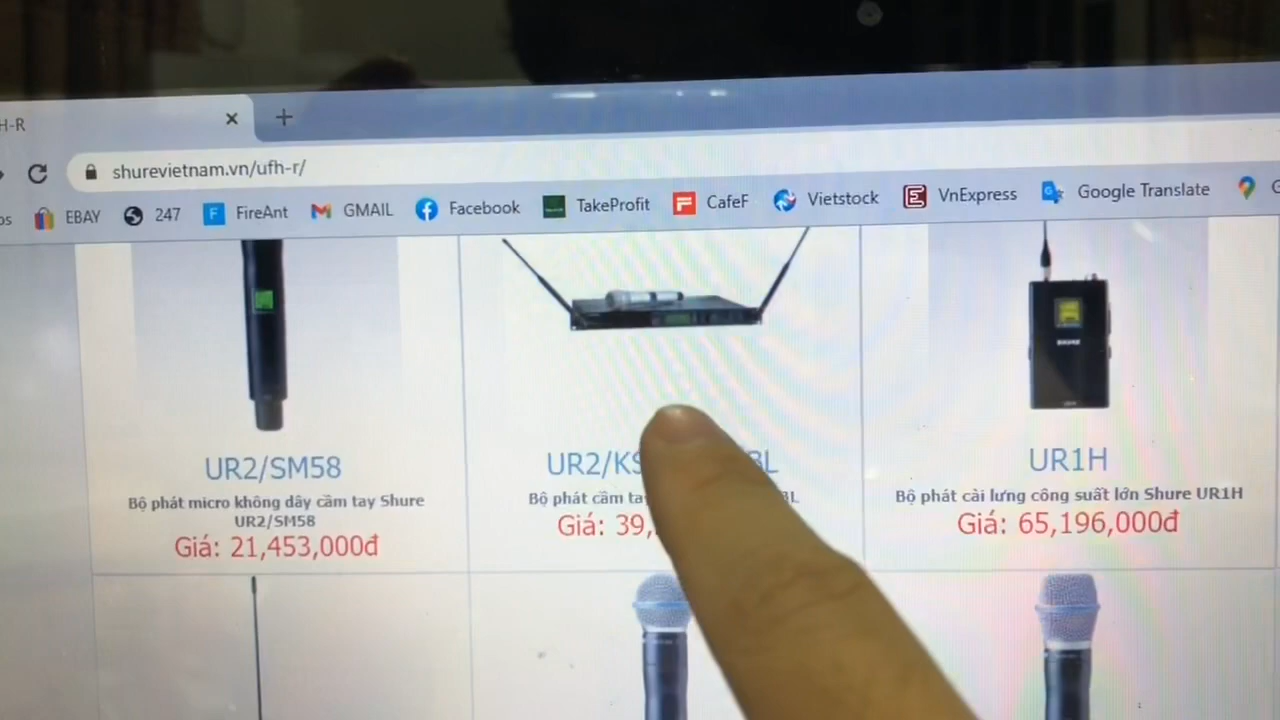 H-R
shurevietnam.vn/ufh-r/
EBAY 247 FireAnt GMAIL Facebook TakeProfit CafeF Vietstock VnExpress Google Translate
SHURE
UR2/SM58
Bộ phát micro không dây cầm tay Shure
UR2/SM58
Giá: 21,453,000đ
UR2/KS
Bộ phát cầm
Giá: 39,
UR1H
Bộ phát cài lưng công suất lớn Shure UR1H
Giá: 65,196,000đ